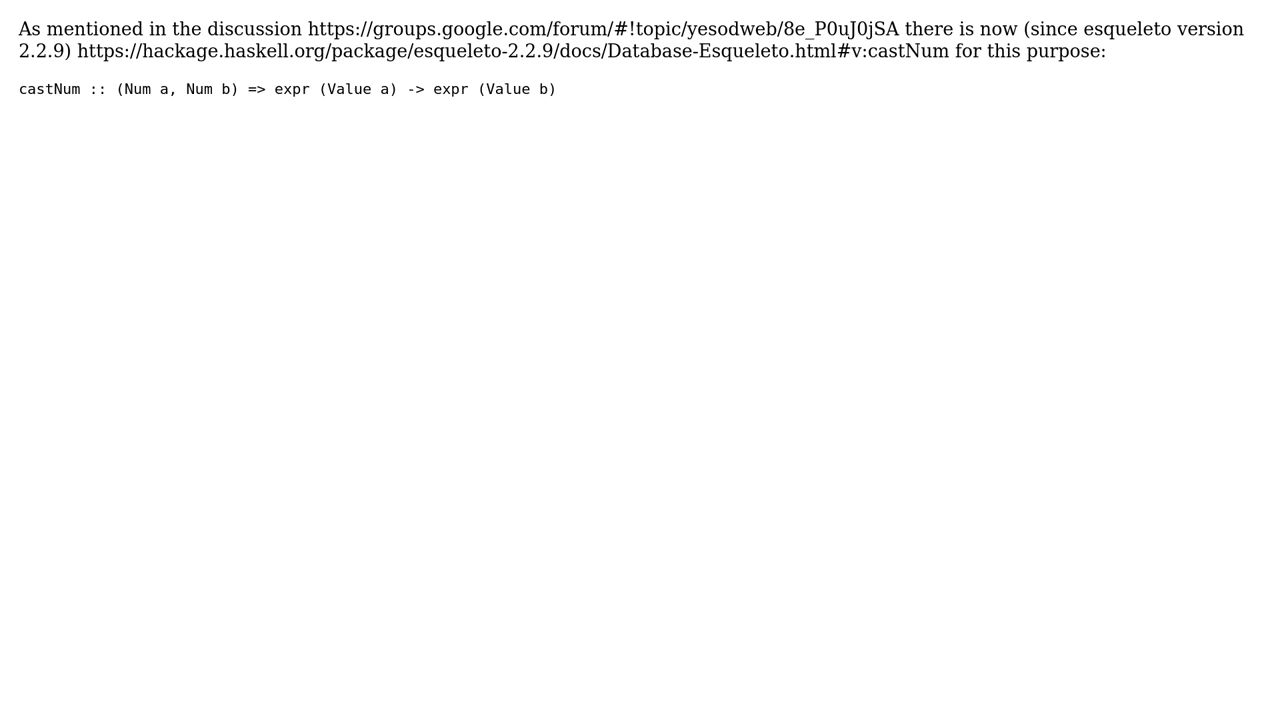 As mentioned in the discussion https://groups.google.com/forum/#!topic/yesodweb/8e_P0uJ0jSA there is now (since esqueleto version
2.2.9) https://hackage.haskell.org/package/esqueleto-2.2.9/docs/Database-Esqueleto.html#v:castNum for this purpose:
castNum :: (Num a, Num b) => expr (Value a) -> expr (Value b)